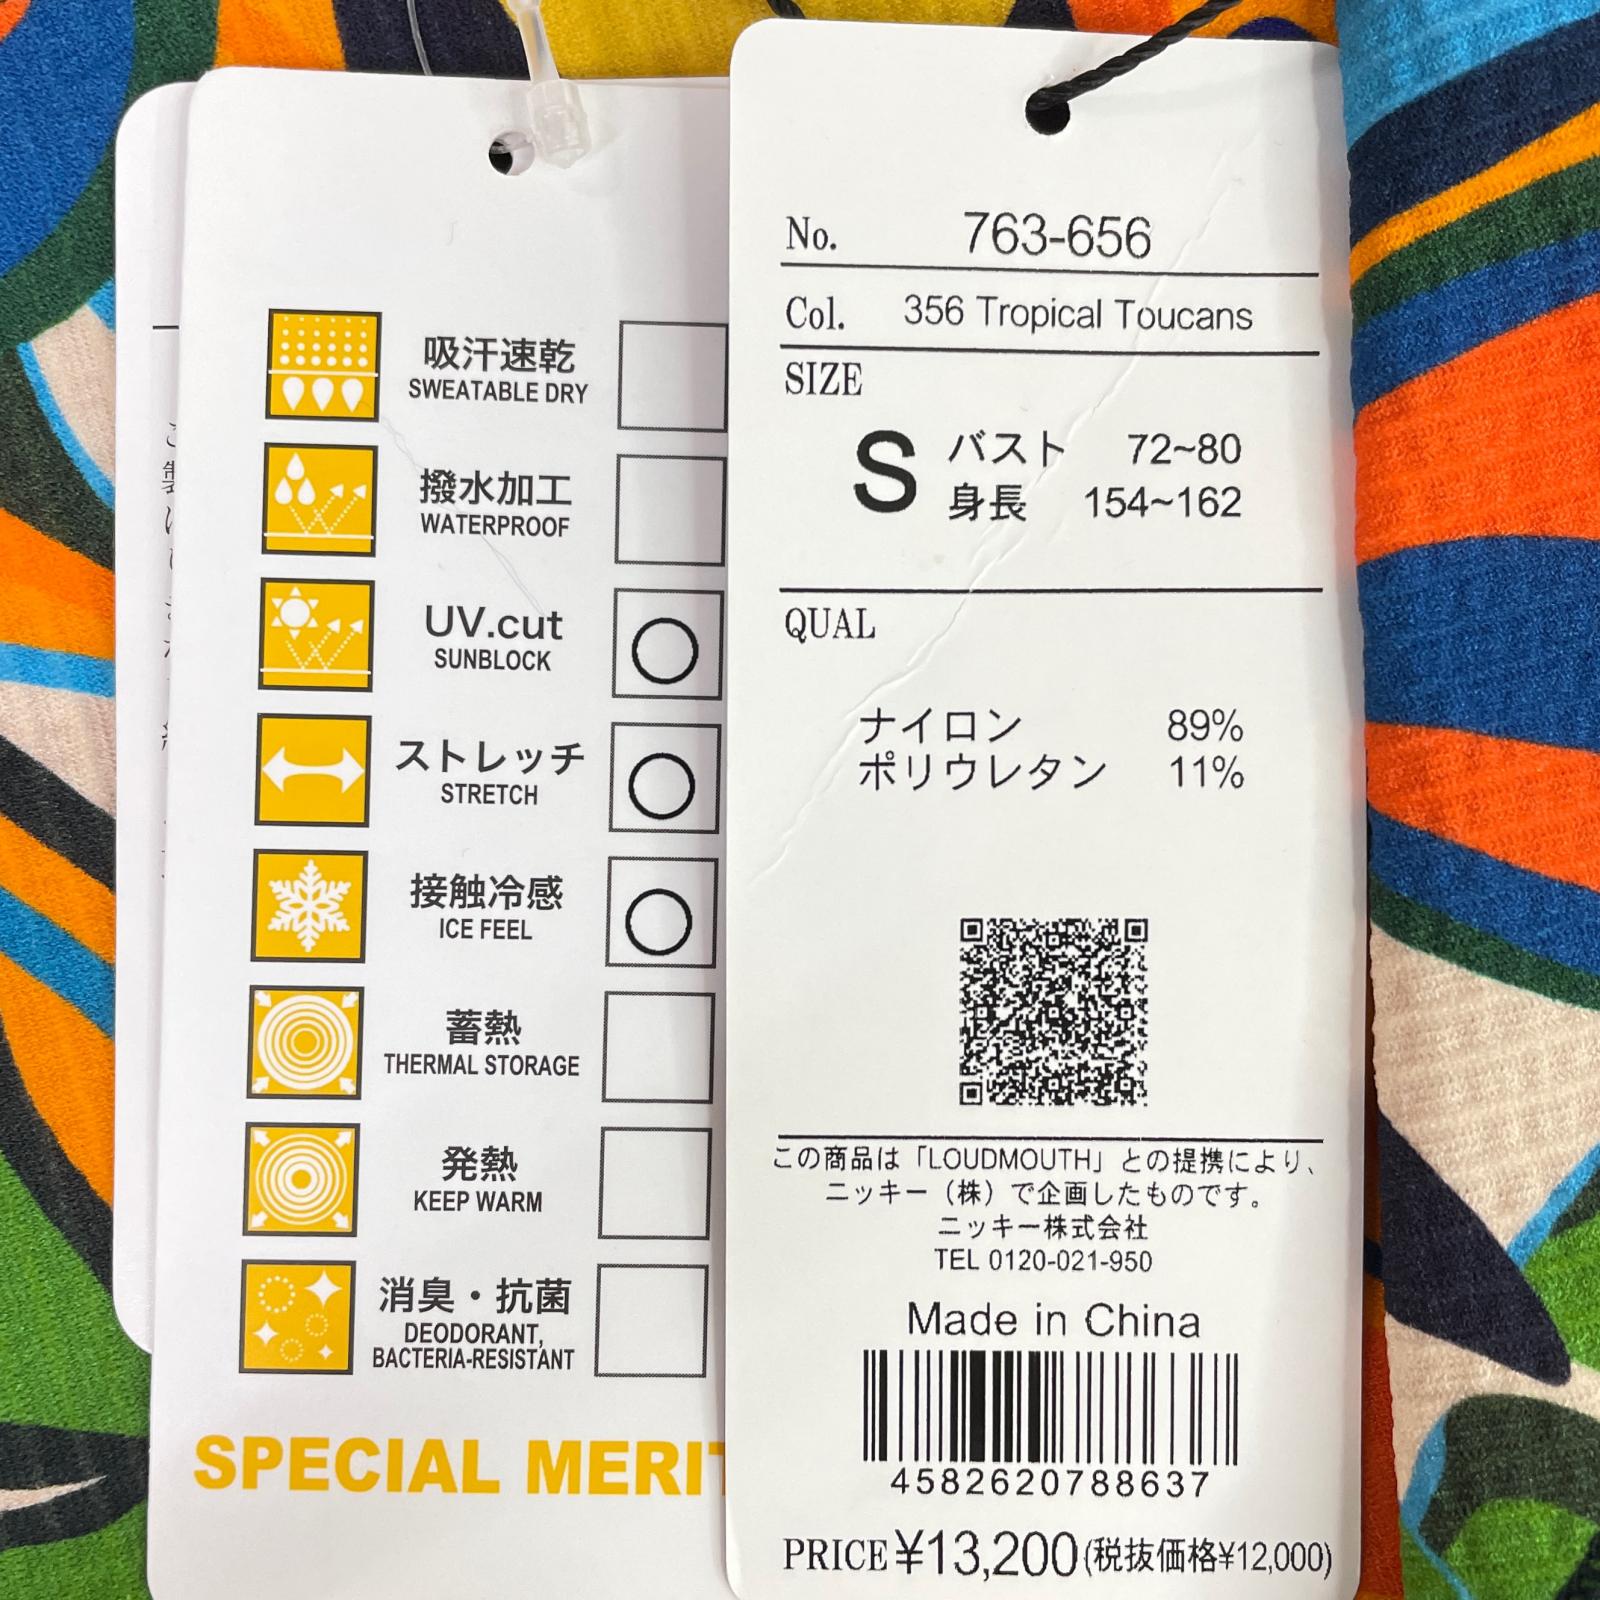 吸汗速乾
SWEATABLE DRY
撥水加工
WATERPROOF
UV.cut
SUNBLOCK
ストレッチ
STRETCH
接触冷感
ICE FEEL
蓄熱
THERMAL STORAGE
発熱
KEEP WARM
消臭・抗菌
DEODORANT,
BACTERIA-RESISTANT
SPECIAL MERIT
No. 763-656
Col. 356 Tropical Toucans
SIZE
S バスト 72~80
身長 154~162
QUAL
ナイロン 89%
ポリウレタン 11%
この商品は「LOUDMOUTH」との提携により、
ニッキー（株）で企画したものです。
ニッキー株式会社
TEL 0120-021-950
Made in China
4582620788637
PRICE ¥13,200(税抜価格¥12,000)